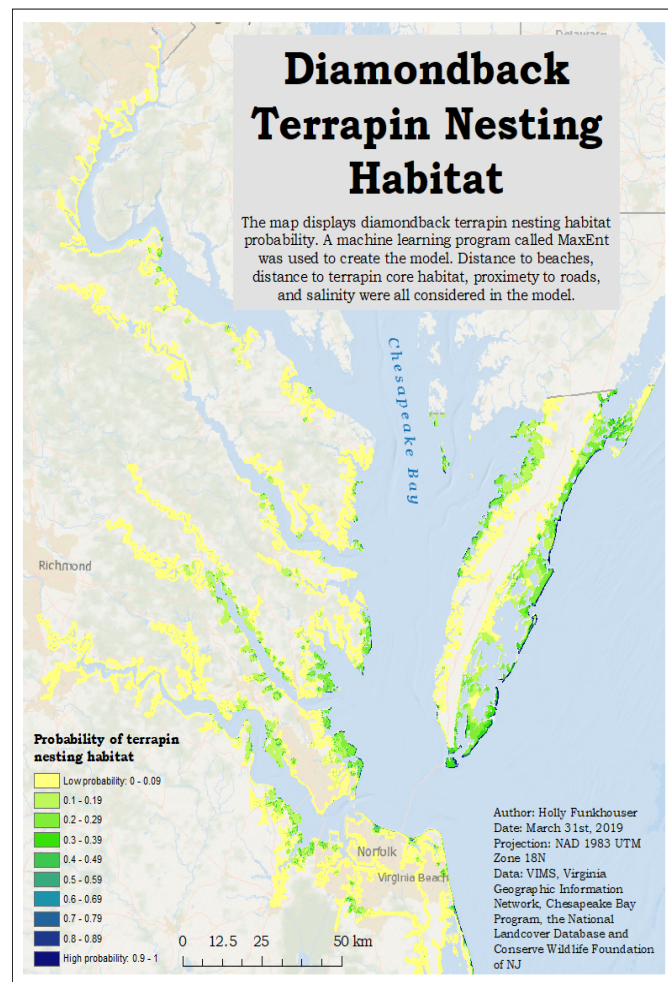 Diamondback
Terrapin Nesting
Habitat
The map displays diamondback terrapin nesting habitat
probability. A machine learning program called MaxEnt
was used to create the model. Distance to beaches,
distance to terrapin core habitat, proximety to roads,
and salinity were all considered in the model.
Chesapeake Bay
Richmond
Norfolk
Virginia Beach
Probability of terrapin
nesting habitat
Low probability: 0 - 0.09
0.1 - 0.19
0.2 - 0.29
0.3 - 0.39
0.4 - 0.49
0.5 - 0.59
0.6 - 0.69
0.7 - 0.79
0.8 - 0.89
High probability: 0.9 - 1
0 12.5 25 50 km
Author: Holly Funkhouser
Date: March 31st, 2019
Projection: NAD 1983 UTM
Zone 18N
Data: VIMS, Virginia
Geographic Information
Network, Chesapeake Bay
Program, the National
Landcover Database and
Conserve Wildlife Foundation
of NJ